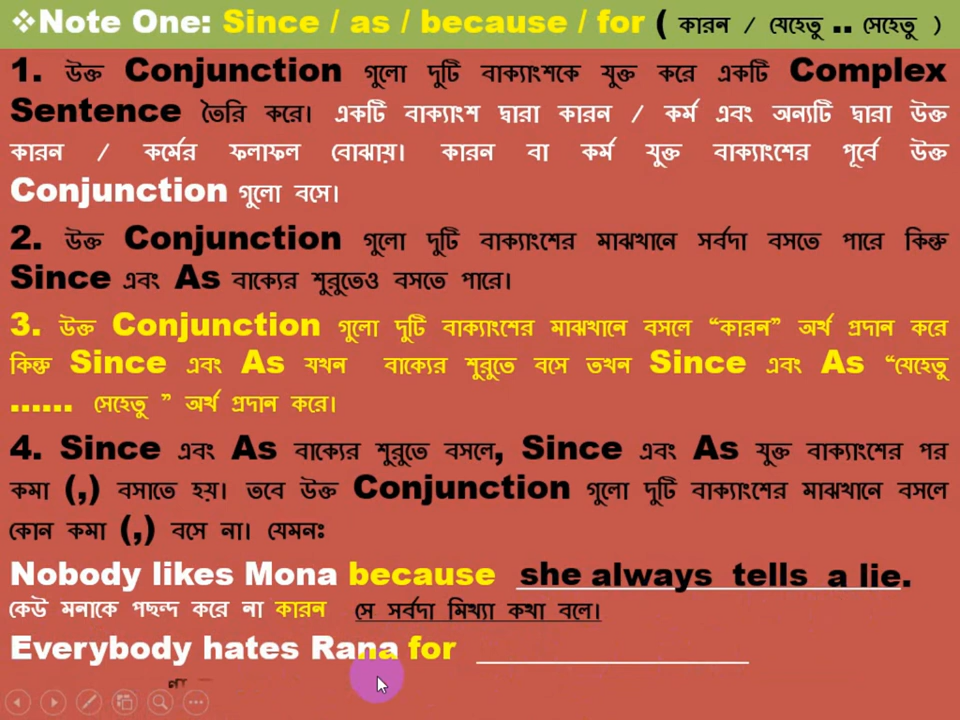 ❖Note One: Since / as / because / for ( কারন / যেহেতু .. সেহেতু )
1. উক্ত Conjunction গুলো দুটি বাক্যাংশকে যুক্ত করে একটি Complex
Sentence তৈরি করে। একটি বাক্যাংশ দ্বারা কারন / কর্ম এবং অন্যটি দ্বারা উক্ত
কারন / কর্মের ফলাফল বোঝায়। কারন বা কর্ম যুক্ত বাক্যাংশের পূর্বে উক্ত
Conjunction গুলো বসে।
2. উক্ত Conjunction গুলো দুটি বাক্যাংশের মাঝখানে সর্বদা বসতে পারে কিন্তু
Since এবং As বাক্যের শুরুতেও বসতে পারে।
3. উক্ত Conjunction গুলো দুটি বাক্যাংশের মাঝখানে বসলে “কারন” অর্থ প্রদান করে
কিন্তু Since এবং As যখন বাক্যের শুরুতে বসে তখন Since এবং As “যেহেতু
...... সেহেতু ” অর্থ প্রদান করে।
4. Since এবং As বাক্যের শুরুতে বসলে, Since এবং As যুক্ত বাক্যাংশের পর
কমা (,) বসাতে হয়। তবে উক্ত Conjunction গুলো দুটি বাক্যাংশের মাঝখানে বসলে
কোন কমা (,) বসে না। যেমনঃ
Nobody likes Mona because she always tells a lie.
কেউ মনাকে পছন্দ করে না কারন সে সর্বদা মিথ্যা কথা বলে।
Everybody hates Rana for ____________________